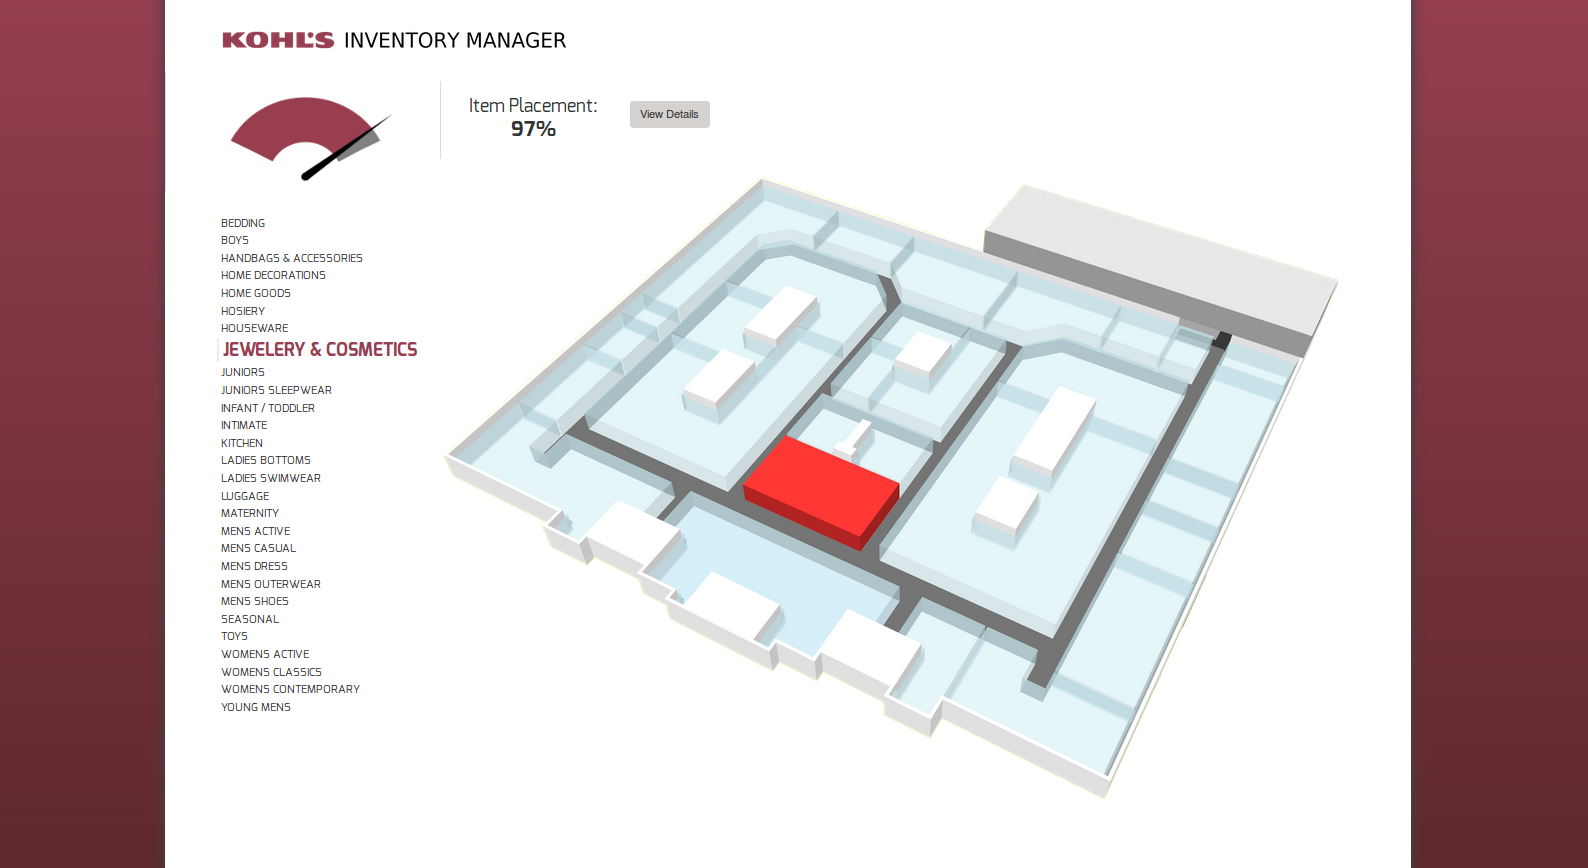 KOHL'S INVENTORY MANAGER
Item Placement:
97%
View Details
BEDDING
BOYS
HANDBAGS & ACCESSORIES
HOME DECORATIONS
HOME GOODS
HOSIERY
HOUSEWARE
JEWELERY & COSMETICS
JUNIORS
JUNIORS SLEEPWEAR
INFANT / TODDLER
INTIMATE
KITCHEN
LADIES BOTTOMS
LADIES SWIMWEAR
LUGGAGE
MATERNITY
MENS ACTIVE
MENS CASUAL
MENS DRESS
MENS OUTERWEAR
MENS SHOES
SEASONAL
TOYS
WOMENS ACTIVE
WOMENS CLASSICS
WOMENS CONTEMPORARY
YOUNG MENS